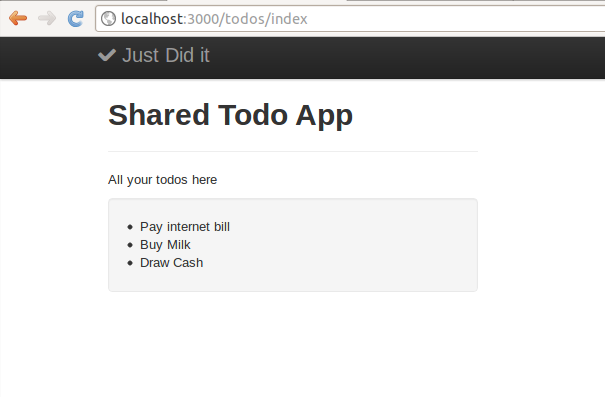 localhost:3000/todos/index
Just Did it
Shared Todo App
All your todos here
Pay internet bill
Buy Milk
Draw Cash